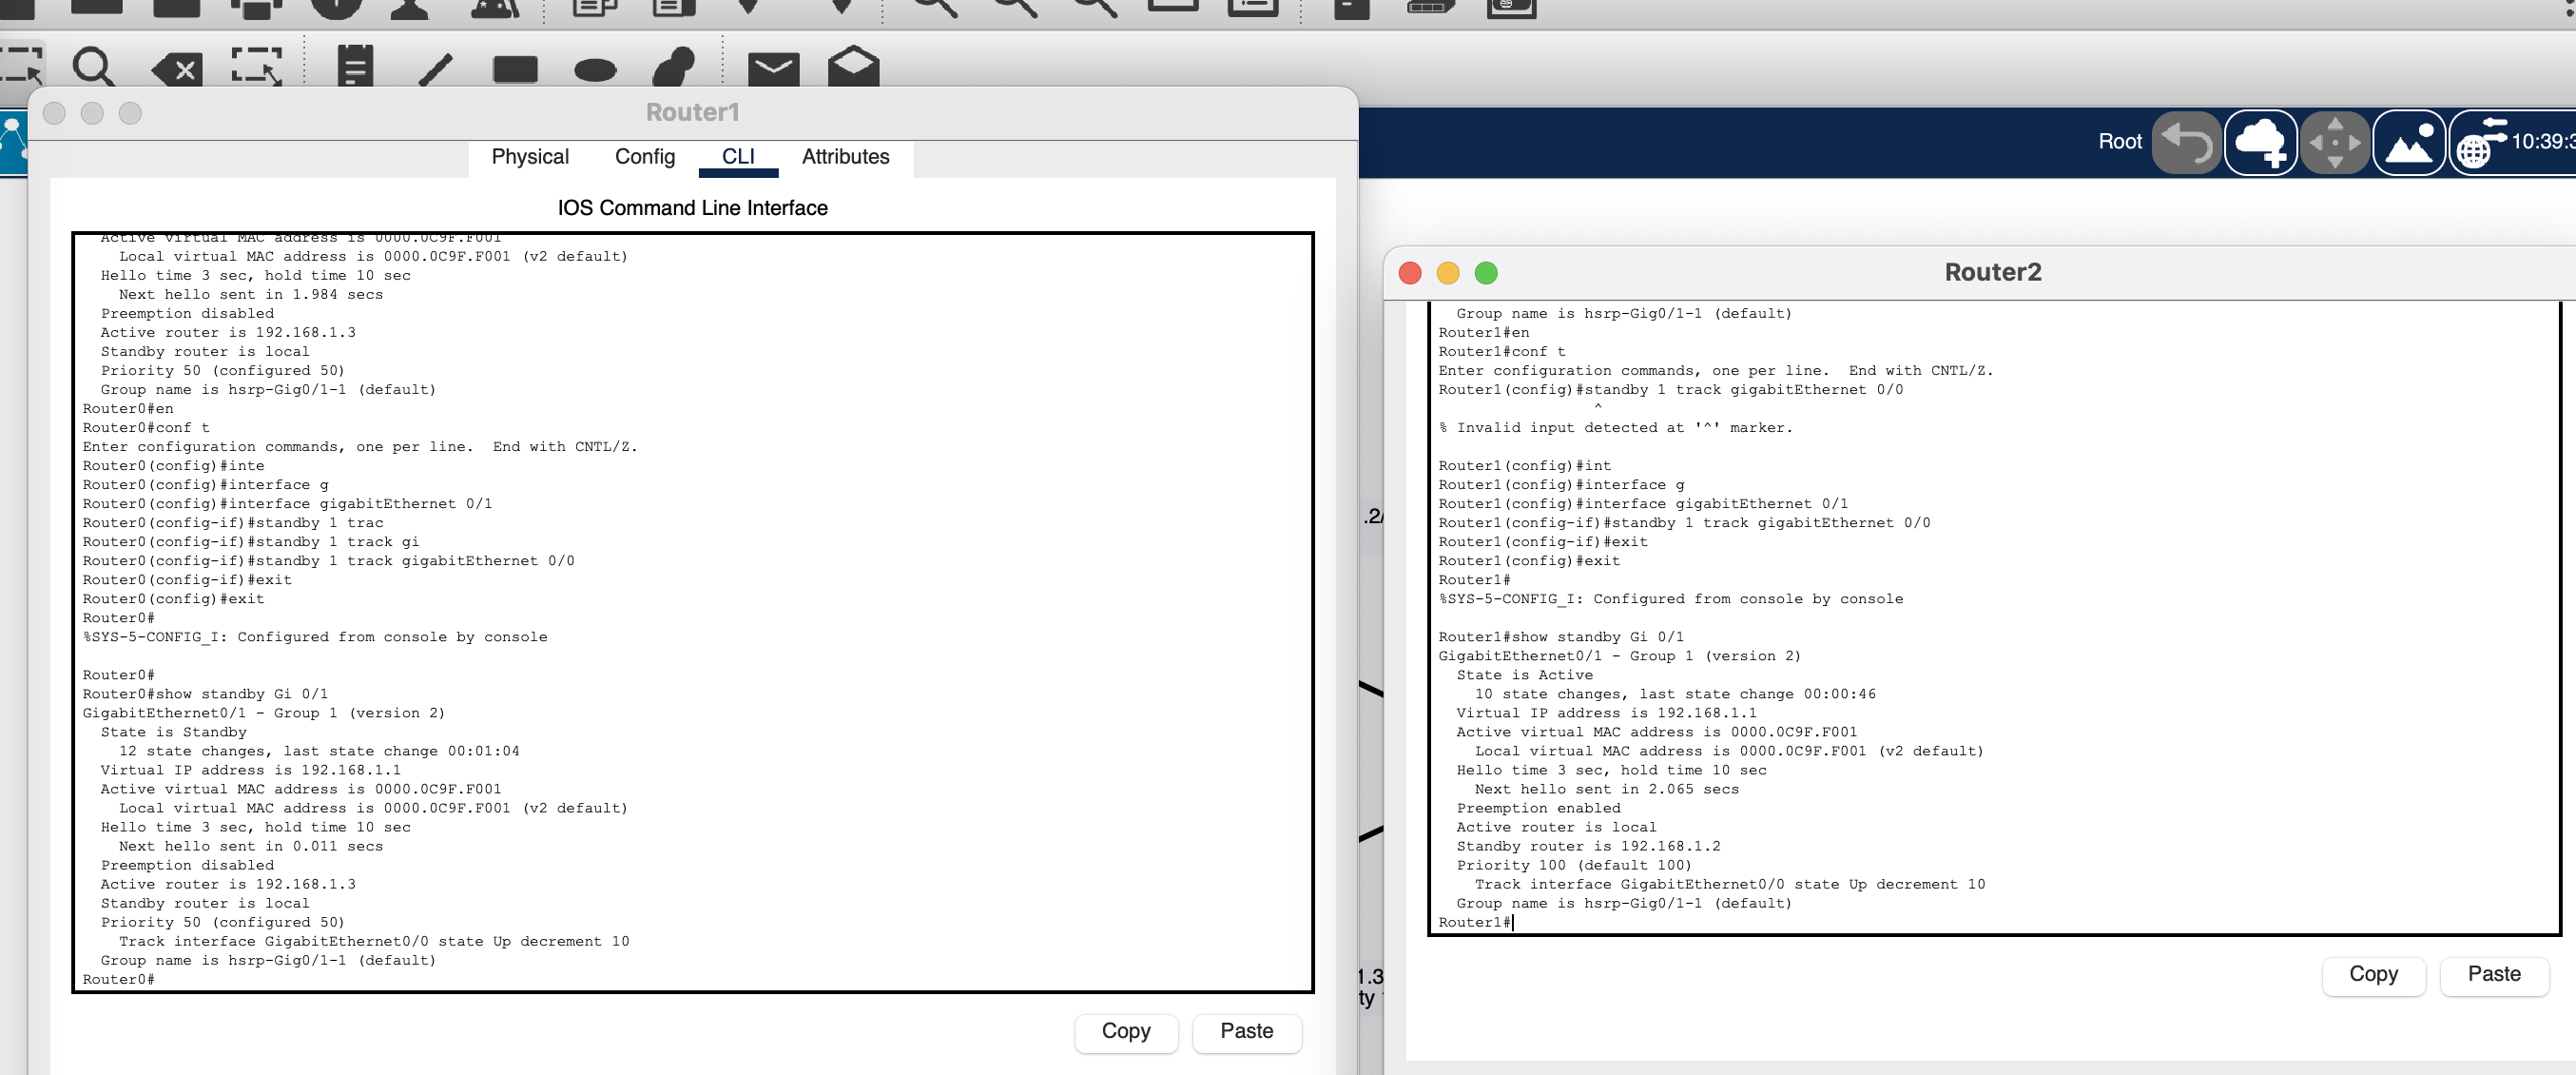 Router1
Physical Config CLI Attributes
IOS Command Line Interface
Active virtual MAC address is 0000.0C9F.F001
Local virtual MAC address is 0000.0C9F.F001 (v2 default)
Hello time 3 sec, hold time 10 sec
Next hello sent in 1.984 secs
Preemption disabled
Active router is 192.168.1.3
Standby router is local
Priority 50 (configured 50)
Group name is hsrp-Gig0/1-1 (default)
Router0#en
Router0#conf t
Enter configuration commands, one per line.  End with CNTL/Z.
Router0(config)#inte
Router0(config)#interface g
Router0(config)#interface gigabitEthernet 0/1
Router0(config-if)#standby 1 trac
Router0(config-if)#standby 1 track gi
Router0(config-if)#standby 1 track gigabitEthernet 0/0
Router0(config-if)#exit
Router0(config)#exit
Router0#
%SYS-5-CONFIG_I: Configured from console by console
Router0#
Router0#show standby Gi 0/1
GigabitEthernet0/1 - Group 1 (version 2)
State is Standby
12 state changes, last state change 00:01:04
Virtual IP address is 192.168.1.1
Active virtual MAC address is 0000.0C9F.F001
Local virtual MAC address is 0000.0C9F.F001 (v2 default)
Hello time 3 sec, hold time 10 sec
Next hello sent in 0.011 secs
Preemption disabled
Active router is 192.168.1.3
Standby router is local
Priority 50 (configured 50)
Track interface GigabitEthernet0/0 state Up decrement 10
Group name is hsrp-Gig0/1-1 (default)
Router0#
Copy Paste
Root 10:39:3
.2/
1.3
ty
Router2
Group name is hsrp-Gig0/1-1 (default)
Router1#en
Router1#conf t
Enter configuration commands, one per line.  End with CNTL/Z.
Router1(config)#standby 1 track gigabitEthernet 0/0
^
% Invalid input detected at '^' marker.
Router1(config)#int
Router1(config)#interface g
Router1(config)#interface gigabitEthernet 0/1
Router1(config-if)#standby 1 track gigabitEthernet 0/0
Router1(config-if)#exit
Router1(config)#exit
Router1#
%SYS-5-CONFIG_I: Configured from console by console
Router1#show standby Gi 0/1
GigabitEthernet0/1 - Group 1 (version 2)
State is Active
10 state changes, last state change 00:00:46
Virtual IP address is 192.168.1.1
Active virtual MAC address is 0000.0C9F.F001
Local virtual MAC address is 0000.0C9F.F001 (v2 default)
Hello time 3 sec, hold time 10 sec
Next hello sent in 2.065 secs
Preemption enabled
Active router is local
Standby router is 192.168.1.2
Priority 100 (default 100)
Track interface GigabitEthernet0/0 state Up decrement 10
Group name is hsrp-Gig0/1-1 (default)
Router1#
Copy Paste